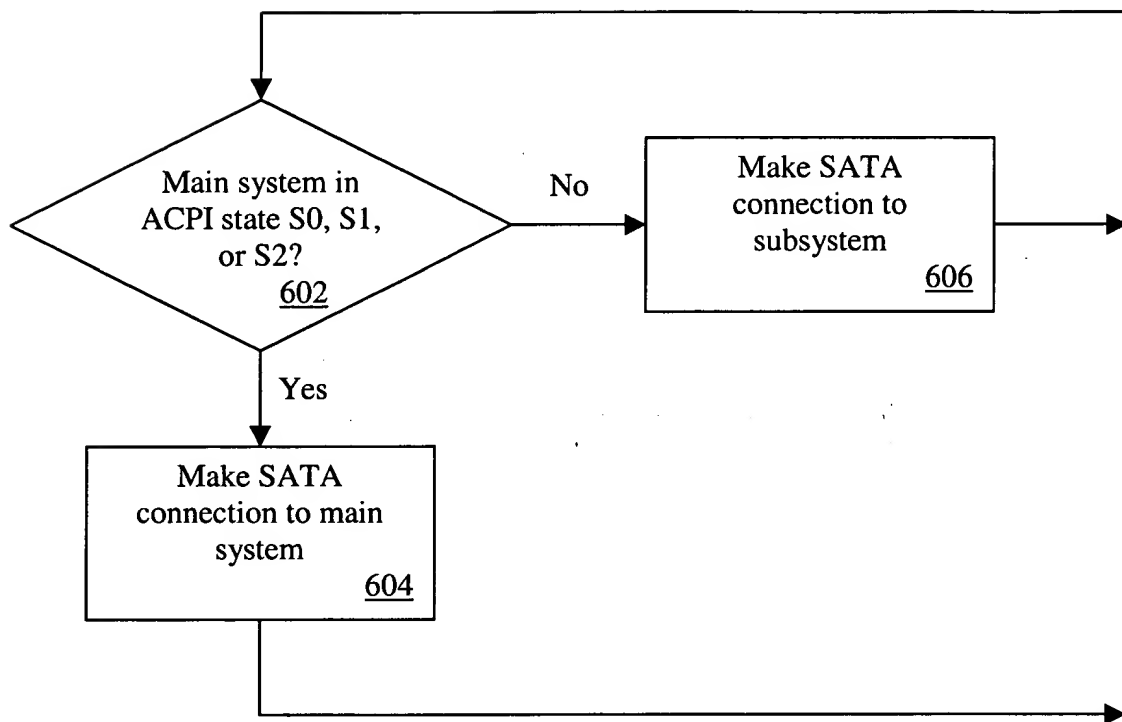 Main system in
ACPI state S0, S1,
or S2?
602
No
Make SATA
connection to
subsystem
606
Yes
Make SATA
connection to main
system
604